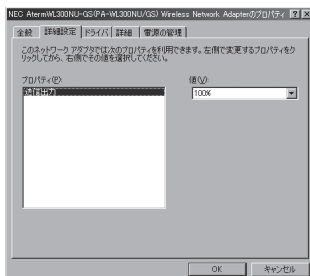 NEC AtermWL300NU-GS(PA-WL300NU/GS) Wireless Network Adapterのプロパティ
全般 詳細設定 ドライバ 詳細 電源の管理
このネットワーク アダプタでは次のプロパティを利用できます。左側で変更するプロパティをク
リックしてから、右側でその値を選択してください。
プロパティ(P):
値(V):
送信出力
100%
OK キャンセル